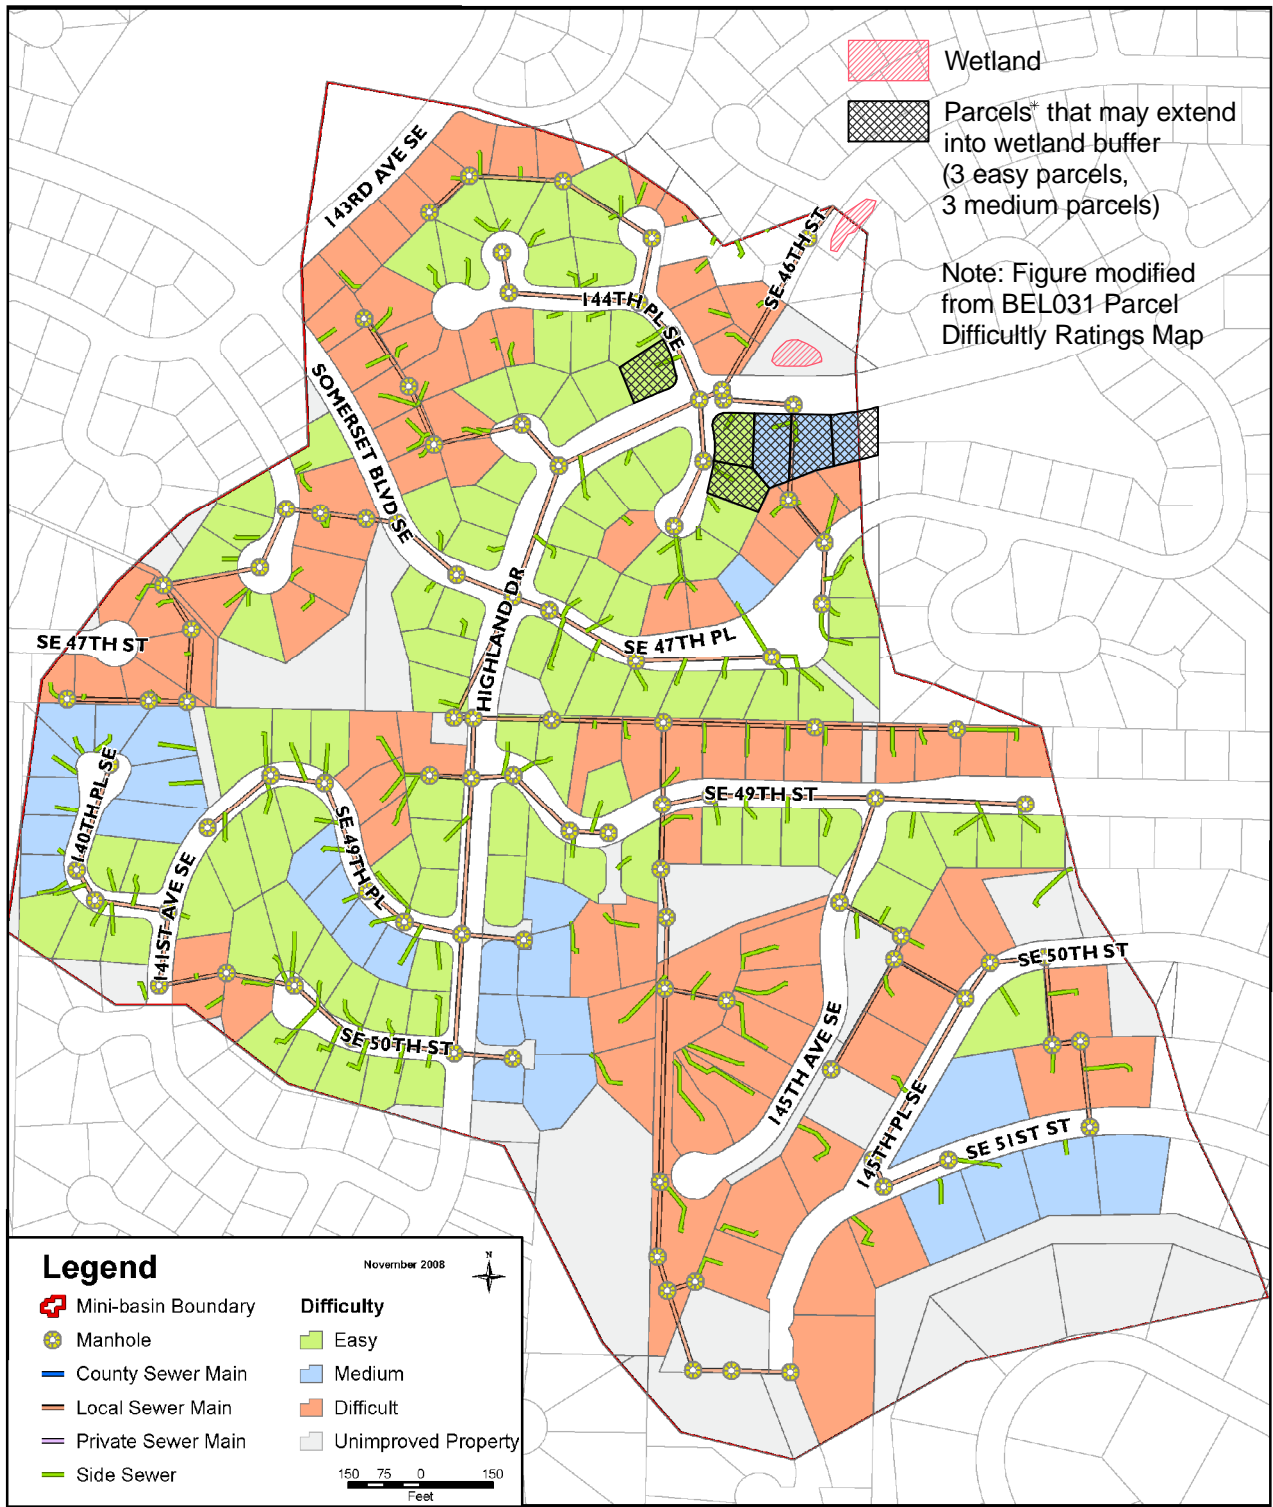 Wetland
Parcels* that may extend
into wetland buffer
(3 easy parcels,
3 medium parcels)
Note: Figure modified
from BEL031 Parcel
Difficultly Ratings Map
143RD AVE SE
SE 46TH ST
144TH PL SE
SOMERSET BLVD SE
HIGHLAND DR
SE 47TH ST
SE 47TH PL
140TH PL SE
141ST AVE SE
SE 49TH PL
SE 49TH ST
SE 50TH ST
SE 50TH ST
145TH AVE SE
145TH PL SE
SE 51ST ST
Legend
November 2008
N
Mini-basin Boundary
Manhole
County Sewer Main
Local Sewer Main
Private Sewer Main
Side Sewer
Difficulty
Easy
Medium
Difficult
Unimproved Property
150 75 0 150
Feet